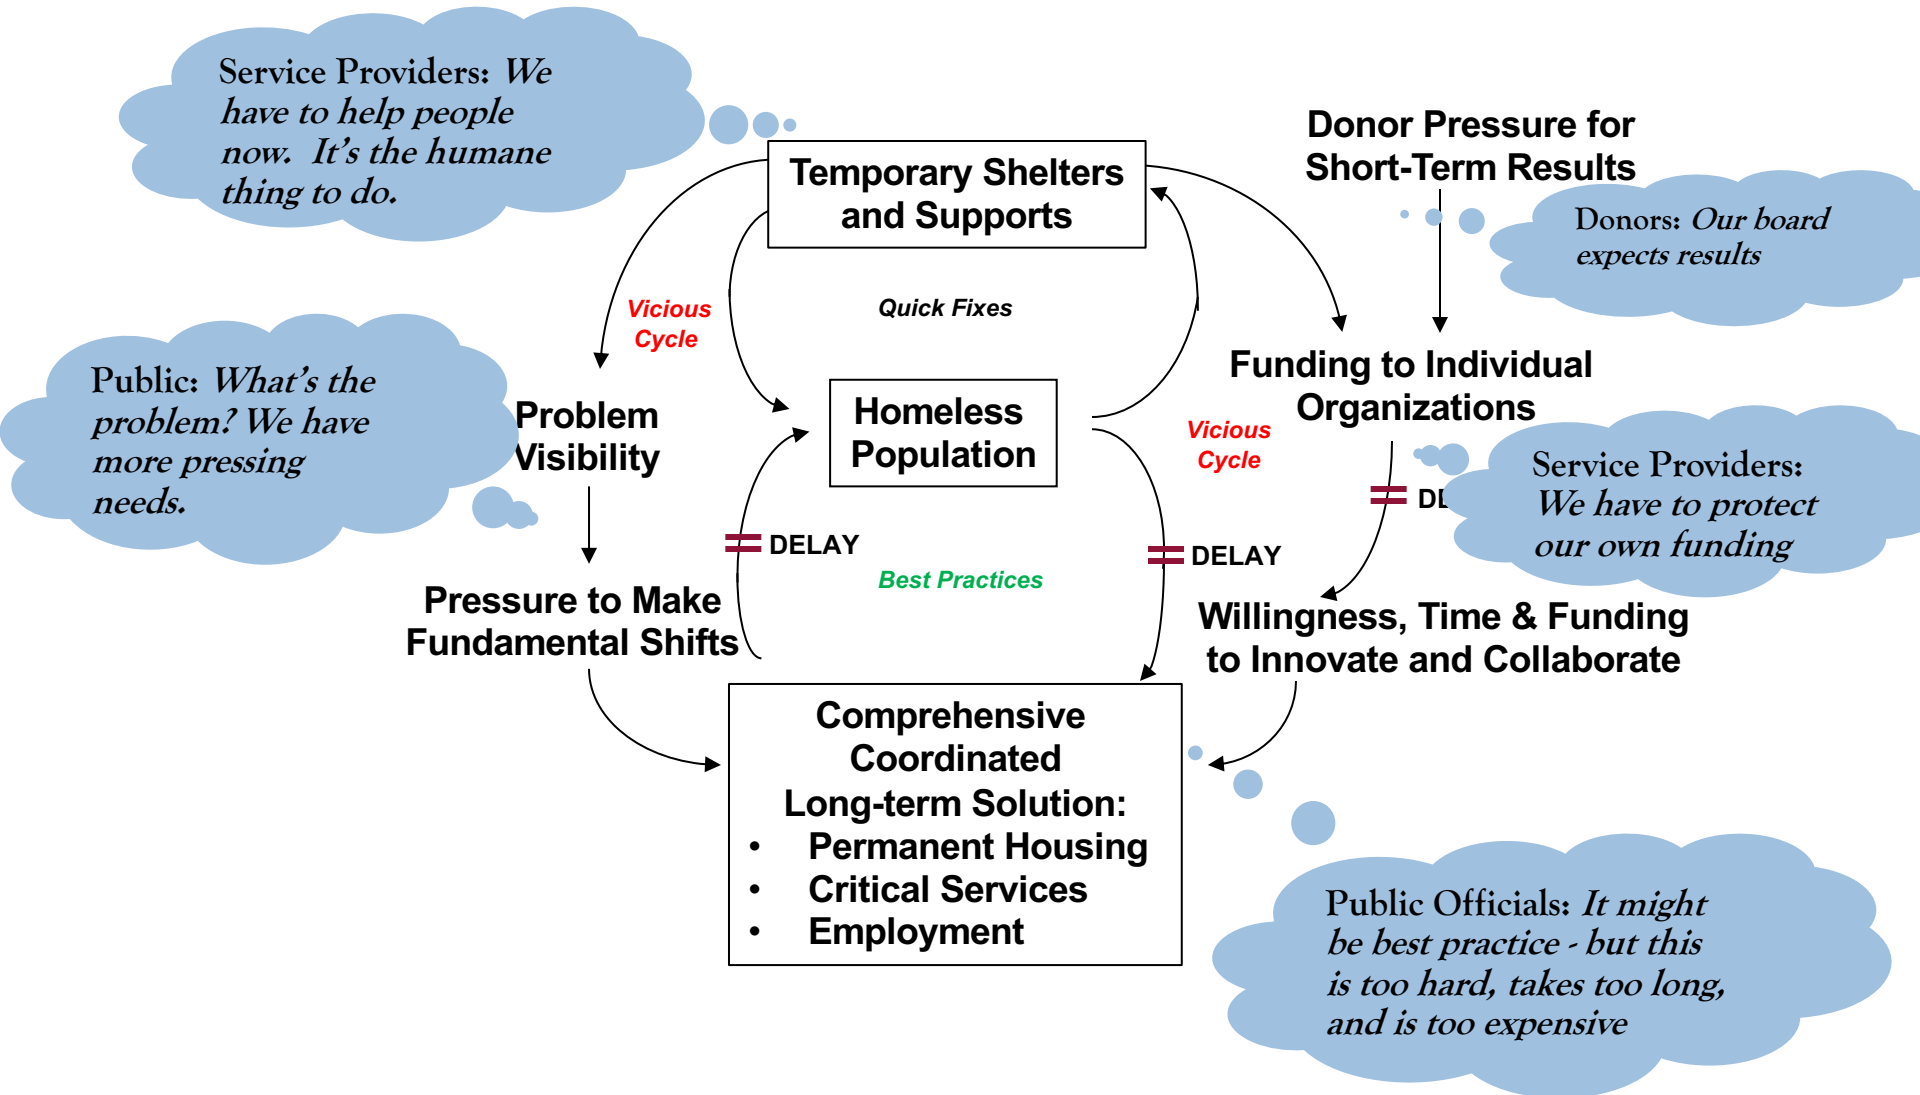 Service Providers: We
have to help people
now. It's the humane
thing to do.
Temporary Shelters
and Supports
Donor Pressure for
Short-Term Results
Donors: Our board
expects results
Vicious
Cycle
Quick Fixes
Public: What's the
problem? We have
more pressing
needs.
Problem
Visibility
Homeless
Population
Vicious
Cycle
Funding to Individual
Organizations
Service Providers:
We have to protect
our own funding
DELAY
Best Practices
DELAY
Pressure to Make
Fundamental Shifts
Willingness, Time & Funding
to Innovate and Collaborate
Comprehensive
Coordinated
Long-term Solution:
• Permanent Housing
• Critical Services
• Employment
Public Officials: It might
be best practice - but this
is too hard, takes too long,
and is too expensive